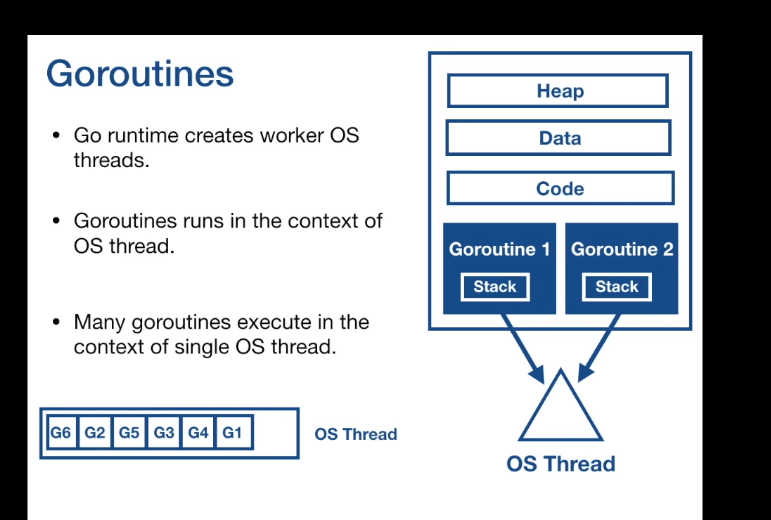 Goroutines
• Go runtime creates worker OS
threads.
• Goroutines runs in the context of
OS thread.
• Many goroutines execute in the
context of single OS thread.
G6 G2 G5 G3 G4 G1
OS Thread
Heap
Data
Code
Goroutine 1
Stack
Goroutine 2
Stack
OS Thread